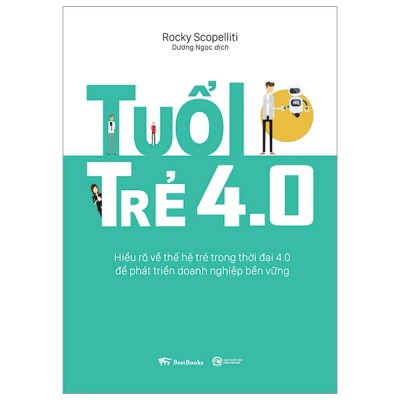 Rocky Scopelliti
Dương Ngọc dịch
TUỔI
TRẺ 4.0
Hiểu rõ về thế hệ trẻ trong thời đại 4.0
để phát triển doanh nghiệp bền vững
BestBooks